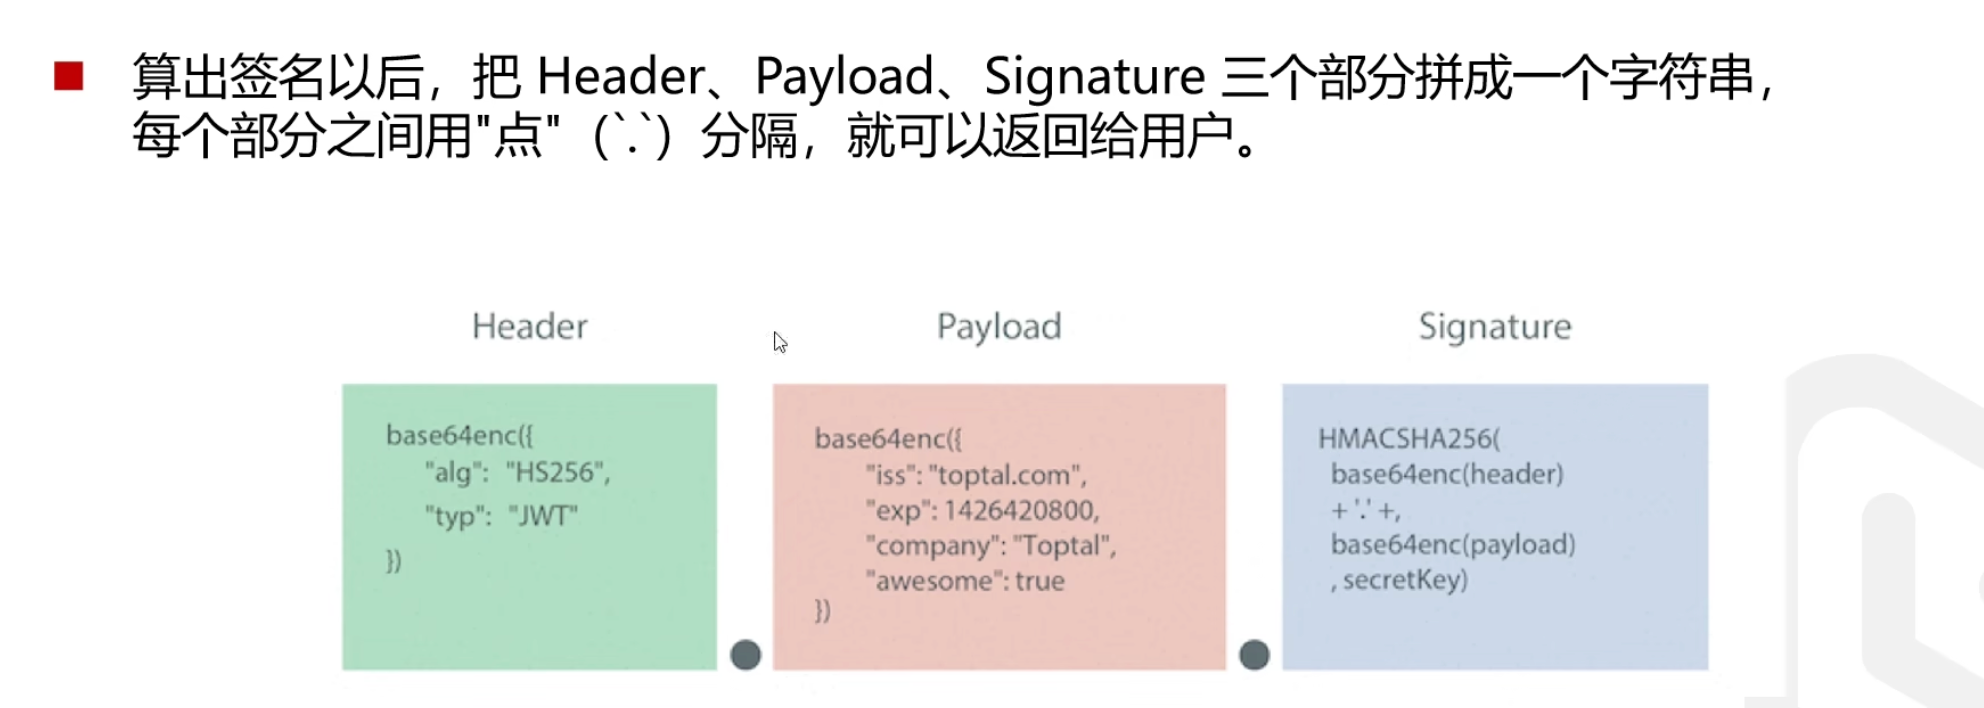 算出签名以后，把 Header、Payload、Signature 三个部分拼成一个字符串，
每个部分之间用"点"（`.`）分隔，就可以返回给用户。
Header
Payload
Signature
base64enc({
"alg": "HS256",
"typ": "JWT"
})
base64enc({
"iss": "toptal.com",
"exp": 1426420800,
"company": "Toptal",
"awesome": true
})
HMACSHA256(
base64enc(header)
+ '.' +,
base64enc(payload)
, secretKey)